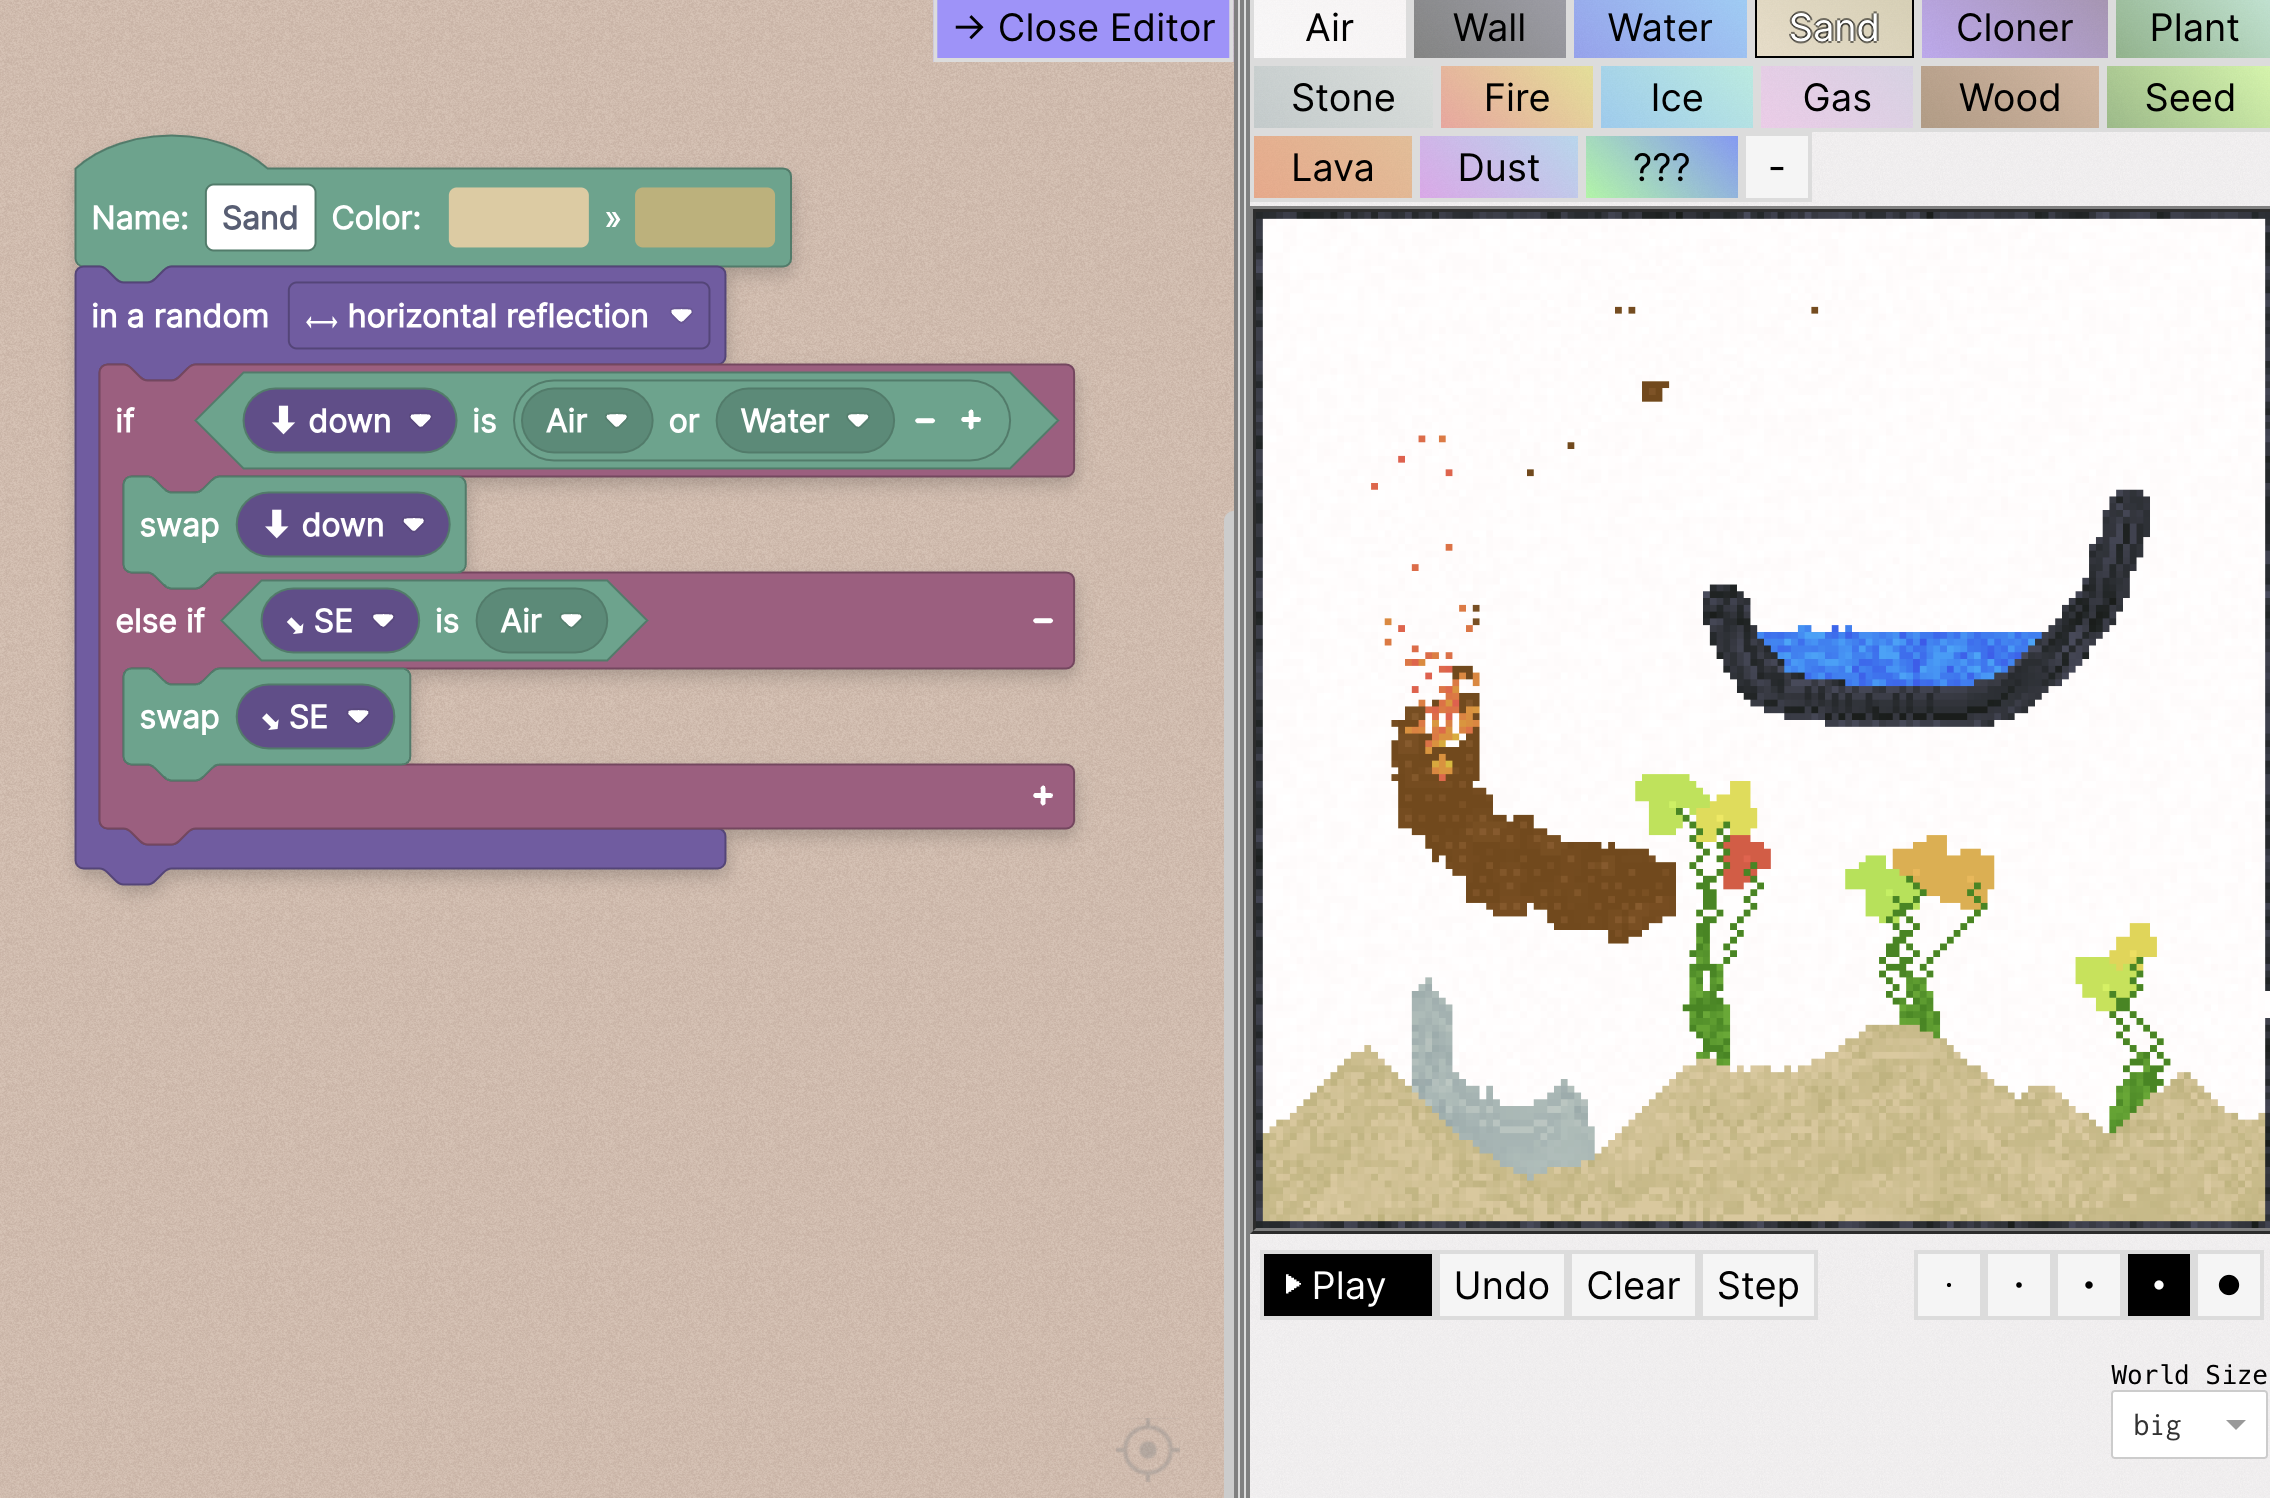 → Close Editor
Name: Sand Color: »
in a random ↔ horizontal reflection
if ⬇ down is Air or Water − +
swap ⬇ down
else if ⬊ SE is Air −
swap ⬊ SE
+
Air Wall Water Sand Cloner Plant
Stone Fire Ice Gas Wood Seed
Lava Dust ??? -
Play Undo Clear Step
World Size
big